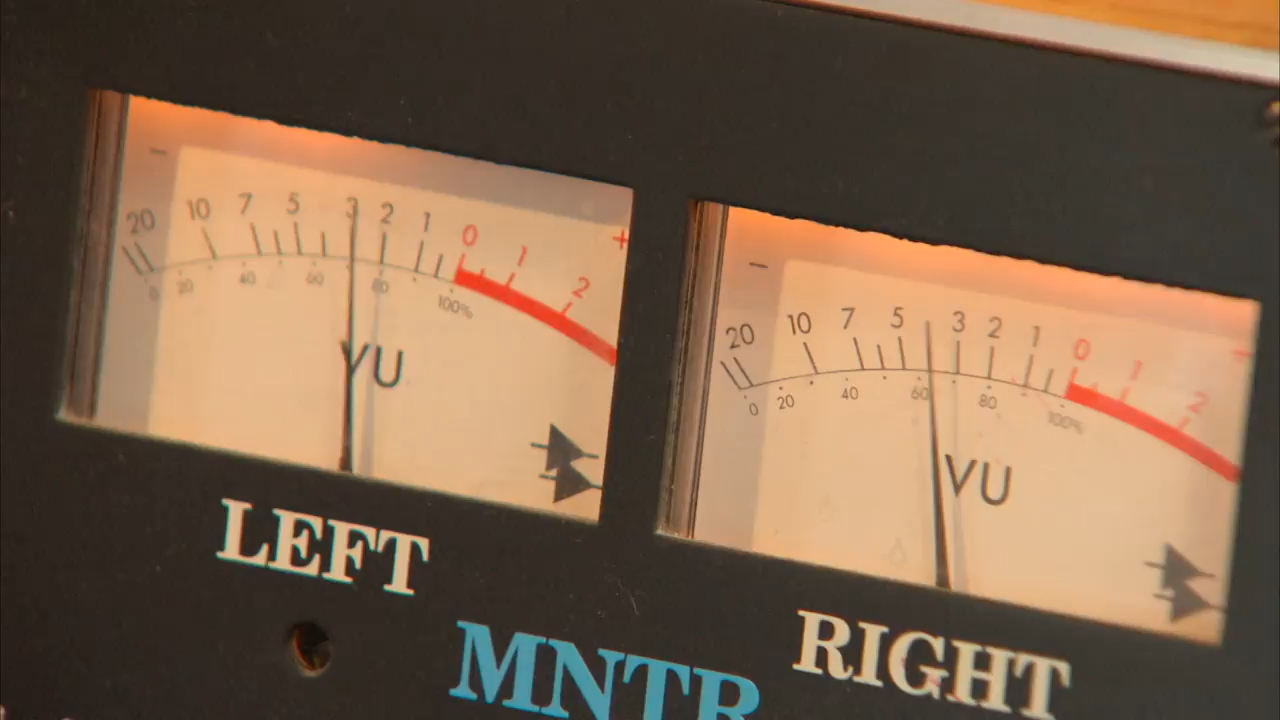 − 20 10 7 5 3 2 1 0 1 2 +
0 20 40 60 80 100%
VU
− 20 10 7 5 3 2 1 0 1 2
0 20 40 60 80 100%
VU
LEFT
RIGHT
MNTR